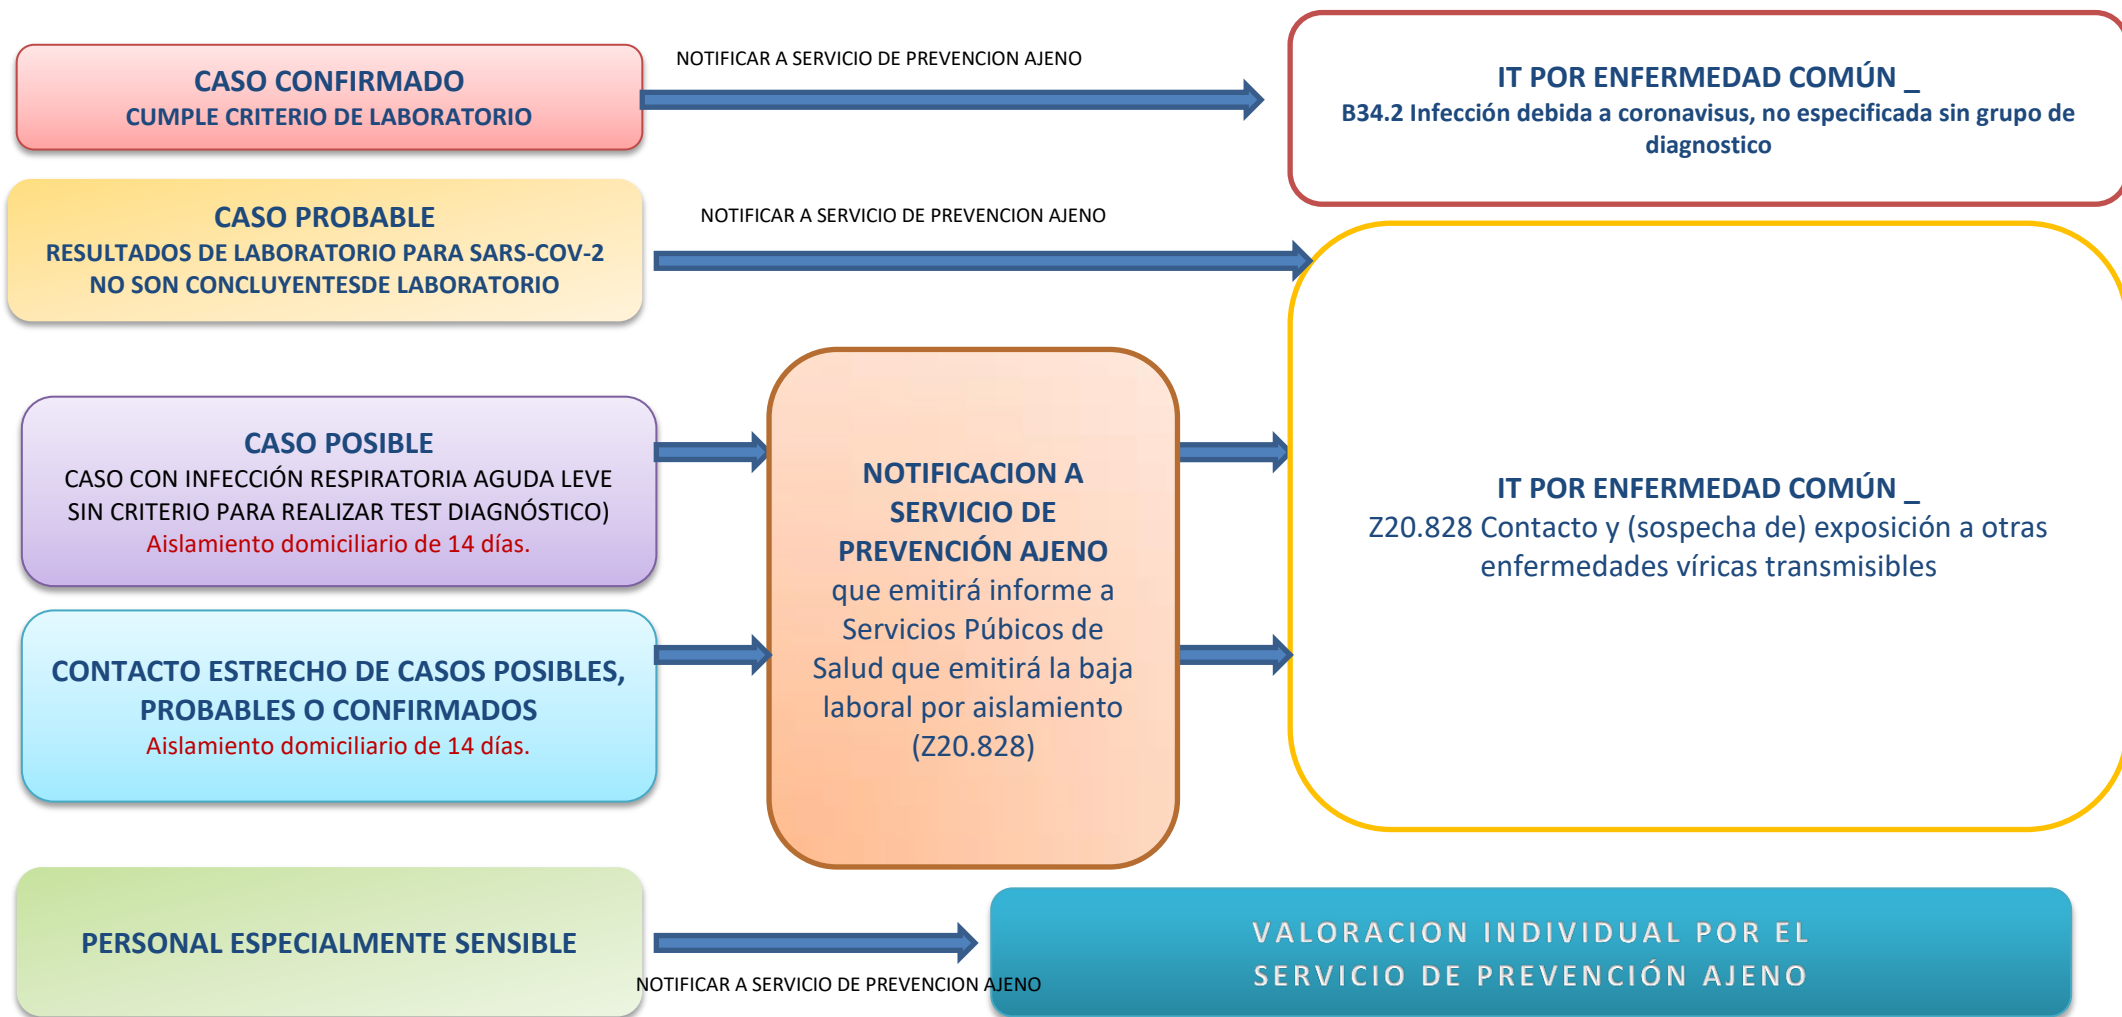 CASO CONFIRMADO
CUMPLE CRITERIO DE LABORATORIO
NOTIFICAR A SERVICIO DE PREVENCION AJENO
IT POR ENFERMEDAD COMÚN _
B34.2 Infección debida a coronavisus, no especificada sin grupo de
diagnostico
CASO PROBABLE
RESULTADOS DE LABORATORIO PARA SARS-COV-2
NO SON CONCLUYENTESDE LABORATORIO
NOTIFICAR A SERVICIO DE PREVENCION AJENO
CASO POSIBLE
CASO CON INFECCIÓN RESPIRATORIA AGUDA LEVE
SIN CRITERIO PARA REALIZAR TEST DIAGNÓSTICO)
Aislamiento domiciliario de 14 días.
CONTACTO ESTRECHO DE CASOS POSIBLES,
PROBABLES O CONFIRMADOS
Aislamiento domiciliario de 14 días.
NOTIFICACION A
SERVICIO DE
PREVENCIÓN AJENO
que emitirá informe a
Servicios Púbicos de
Salud que emitirá la baja
laboral por aislamiento
(Z20.828)
IT POR ENFERMEDAD COMÚN _
Z20.828 Contacto y (sospecha de) exposición a otras
enfermedades víricas transmisibles
PERSONAL ESPECIALMENTE SENSIBLE
NOTIFICAR A SERVICIO DE PREVENCION AJENO
VALORACION INDIVIDUAL POR EL
SERVICIO DE PREVENCIÓN AJENO